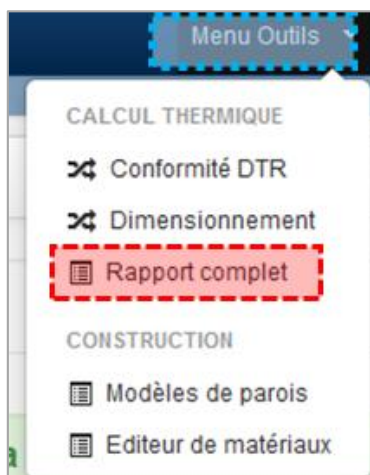 Menu Outils
CALCUL THERMIQUE
Conformité DTR
Dimensionnement
Rapport complet
CONSTRUCTION
Modèles de parois
Editeur de matériaux